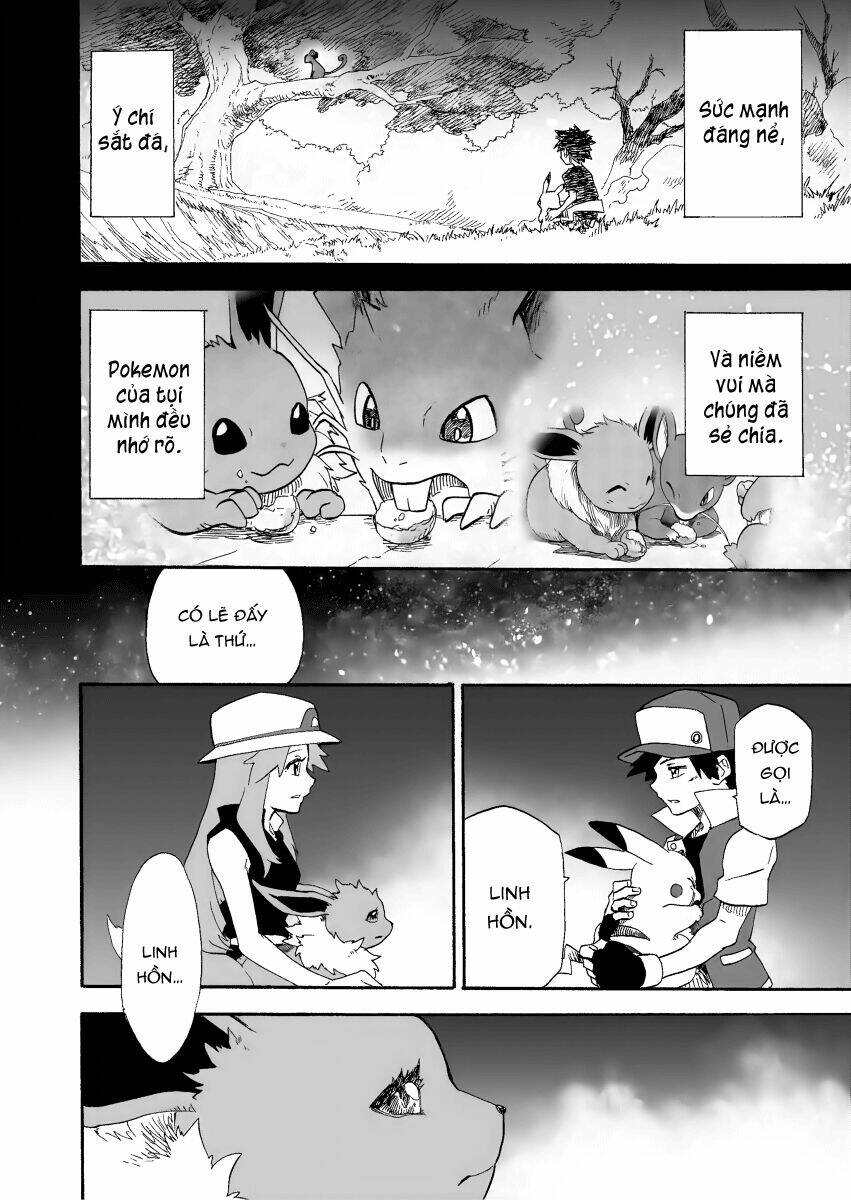 Sức mạnh
đáng nể,
Ý chí
sắt đá,
Và niềm
vui mà
chúng đã
sẻ chia.
Pokemon
của tụi
mình đều
nhớ rõ.
CÓ LẼ ĐẤY
LÀ THỨ...
ĐƯỢC
GỌI
LÀ...
LINH
HỒN.
LINH
HỒN...